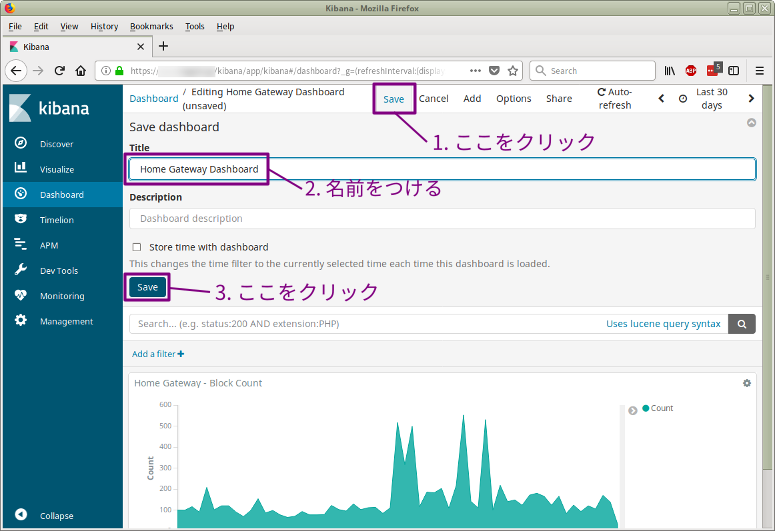 Kibana - Mozilla Firefox
File Edit View History Bookmarks Tools Help
Kibana
https:// /kibana/app/kibana#/dashboard?_g=(refreshInterval:(display
Search
ABP
5
kibana
Discover
Visualize
Dashboard
Timelion
APM
Dev Tools
Monitoring
Management
Collapse
Dashboard / Editing Home Gateway Dashboard (unsaved)
Save Cancel Add Options Share Auto-refresh Last 30 days
1. ここをクリック
Save dashboard
Title
Home Gateway Dashboard
2. 名前をつける
Description
Dashboard description
Store time with dashboard
This changes the time filter to the currently selected time each time this dashboard is loaded.
Save
3. ここをクリック
Search... (e.g. status:200 AND extension:PHP)
Uses lucene query syntax
Add a filter +
Home Gateway - Block Count
600
500
400
300
200
100
Count
Count